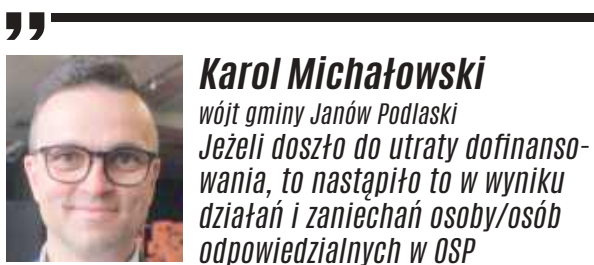 ”
Karol Michałowski
wójt gminy Janów Podlaski
Jeżeli doszło do utraty dofinanso-
wania, to nastąpiło to w wyniku
działań i zaniechań osoby/osób
odpowiedzialnych w OSP